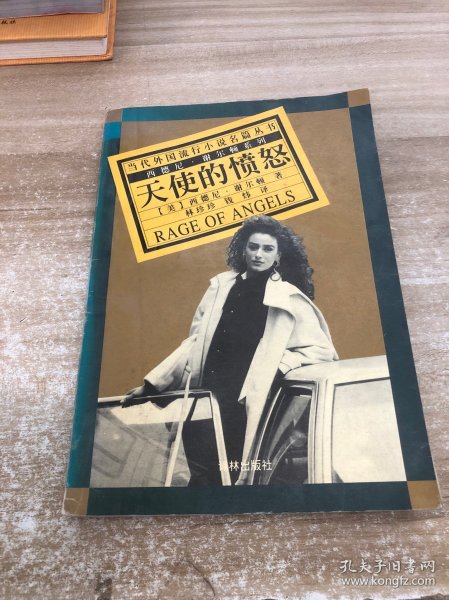 当代外国流行小说名篇丛书
西德尼·谢尔顿系列
天使的愤怒
【美】西德尼·谢尔顿 著
林珍珍 钱炜 译
RAGE OF ANGELS
译林出版社
孔夫子旧书网
www.kongfz.com